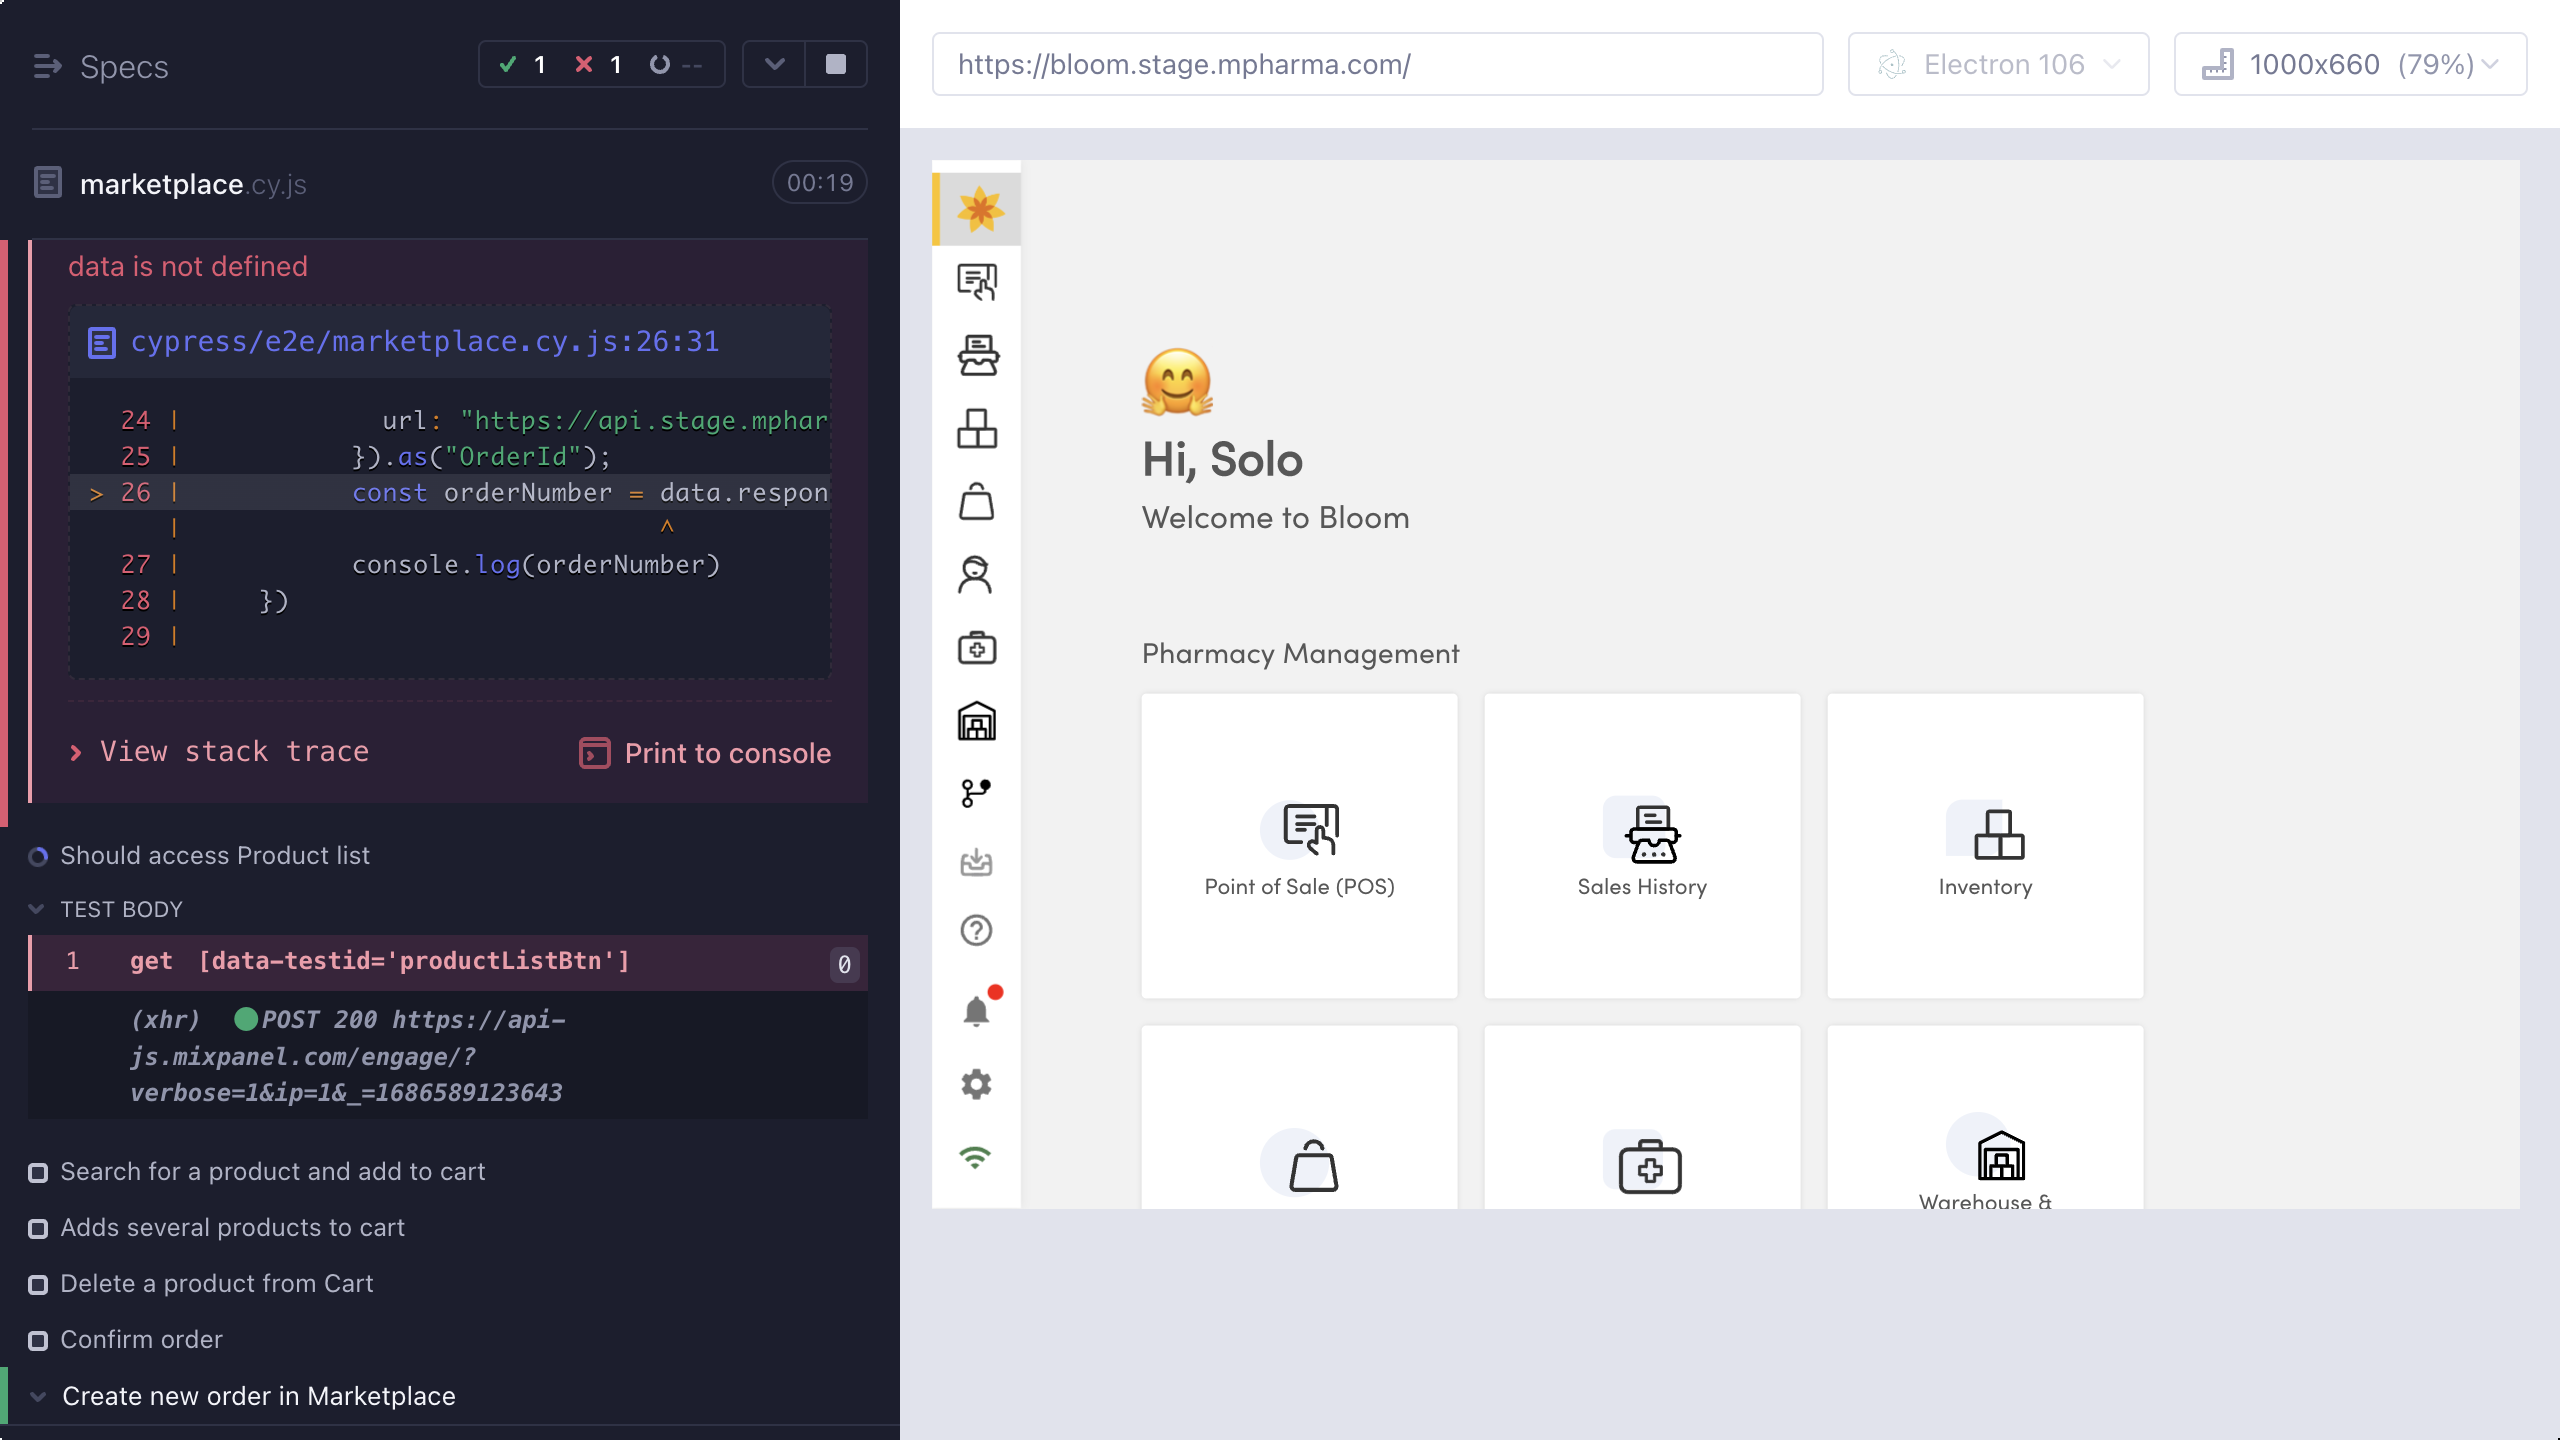 Specs
1 1 --
marketplace.cy.js
00:19
data is not defined
cypress/e2e/marketplace.cy.js:26:31
24 | url: "https://api.stage.mphar
25 | }).as("OrderId");
> 26 | const orderNumber = data.respon
| ^
27 | console.log(orderNumber)
28 | })
29 |
View stack trace
Print to console
Should access Product list
TEST BODY
1 get [data-testid='productListBtn'] 0
(xhr) POST 200 https://api-
js.mixpanel.com/engage/?
verbose=1&ip=1&_=1686589123643
Search for a product and add to cart
Adds several products to cart
Delete a product from Cart
Confirm order
Create new order in Marketplace
https://bloom.stage.mpharma.com/
Electron 106
1000x660 (79%)
Hi, Solo
Welcome to Bloom
Pharmacy Management
Point of Sale (POS)
Sales History
Inventory
Warehouse &